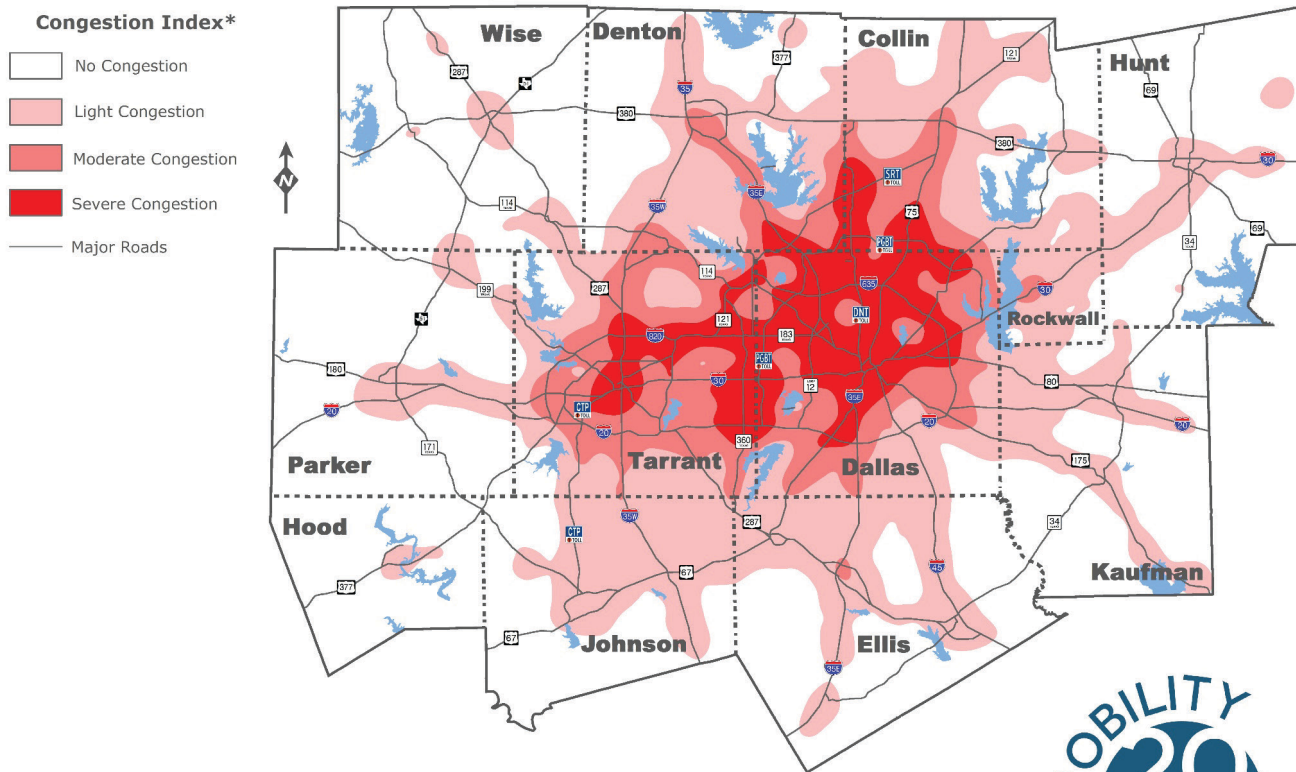 Congestion Index*
No Congestion
Light Congestion
Moderate Congestion
Severe Congestion
Major Roads
N
Wise
Denton
Collin
Hunt
377
121
287
69
35
380
380
30
SRT
TOLL
35E
114
35W
75
69
34
PGBT
TOLL
114
635
199
287
30
Rockwall
121
DNT
TOLL
820
183
PGBT
TOLL
180
30
12
80
20
35E
CTP
TOLL
20
20
20
360
171
Parker
Tarrant
Dallas
175
Hood
35W
287
34
CTP
TOLL
45
67
Kaufman
377
67
Johnson
Ellis
35E
MOBILITY
20